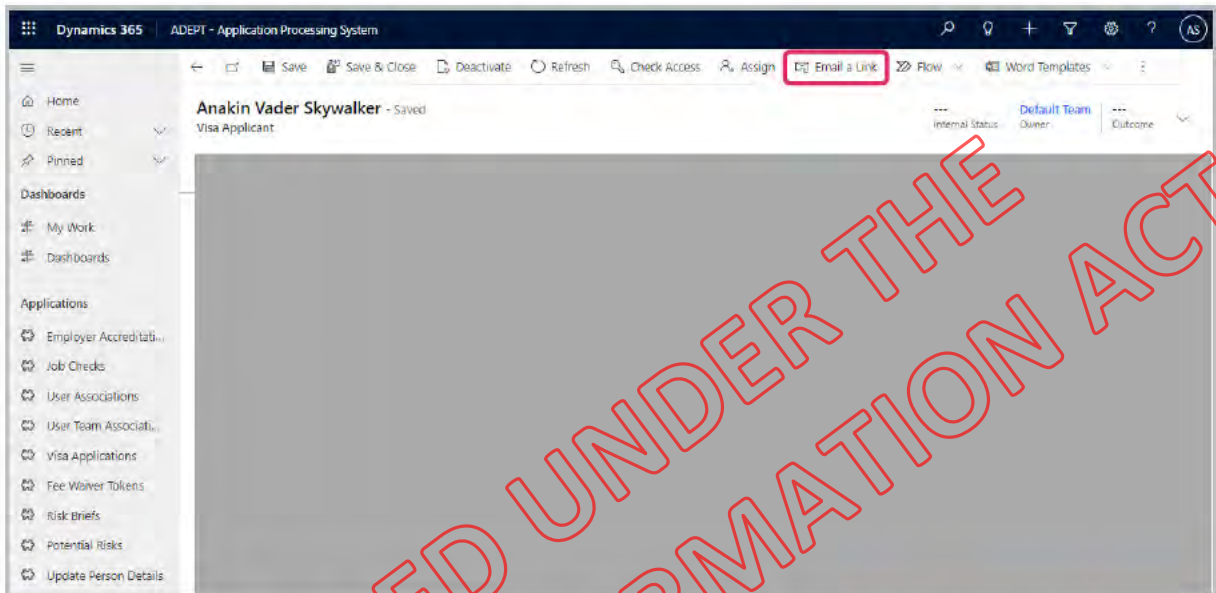 Dynamics 365 ADEPT - Application Processing System ? AS
Save Save & Close Deactivate Refresh Check Access Assign Email a Link Flow Word Templates
Home
Recent
Pinned
Anakin Vader Skywalker - Saved
Visa Applicant
--- Default Team ---
Internal Status Owner Outcome
Dashboards
My Work
Dashboards
Applications
Employer Accreditati...
Job Checks
User Associations
User Team Associati...
Visa Applications
Fee Waiver Tokens
Risk Briefs
Potential Risks
Update Person Details
ED UNDER THE
RMATION ACT